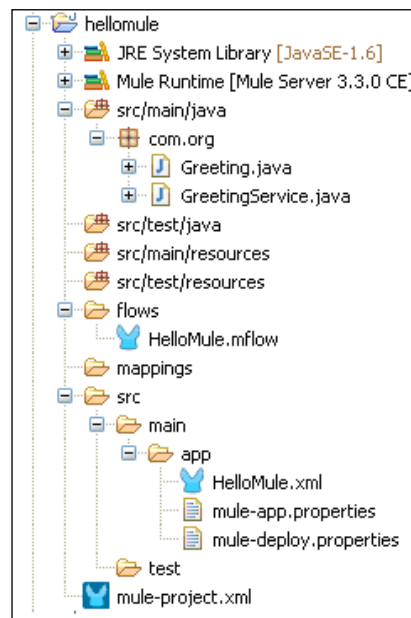 hellomule
JRE System Library [JavaSE-1.6]
Mule Runtime [Mule Server 3.3.0 CE]
src/main/java
com.org
Greeting.java
GreetingService.java
src/test/java
src/main/resources
src/test/resources
flows
HelloMule.mflow
mappings
src
main
app
HelloMule.xml
mule-app.properties
mule-deploy.properties
test
mule-project.xml